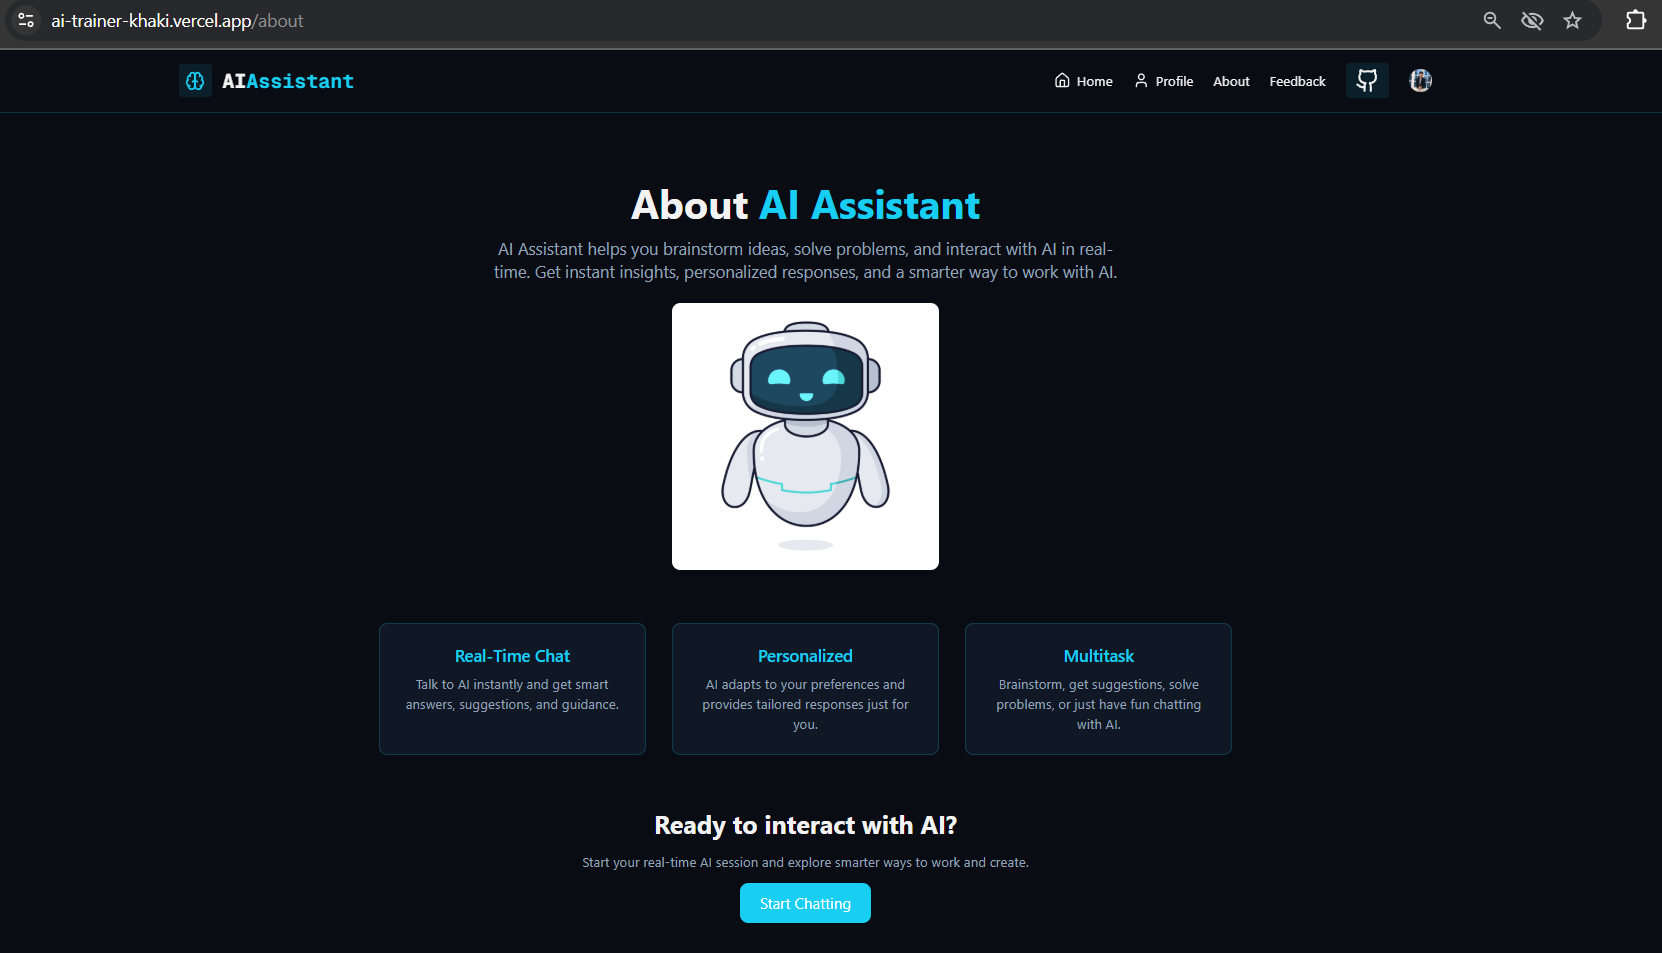 ai-trainer-khaki.vercel.app/about
AIAssistant
Home Profile About Feedback
About AI Assistant
AI Assistant helps you brainstorm ideas, solve problems, and interact with AI in real-
time. Get instant insights, personalized responses, and a smarter way to work with AI.
Real-Time Chat
Talk to AI instantly and get smart
answers, suggestions, and guidance.
Personalized
AI adapts to your preferences and
provides tailored responses just for
you.
Multitask
Brainstorm, get suggestions, solve
problems, or just have fun chatting
with AI.
Ready to interact with AI?
Start your real-time AI session and explore smarter ways to work and create.
Start Chatting